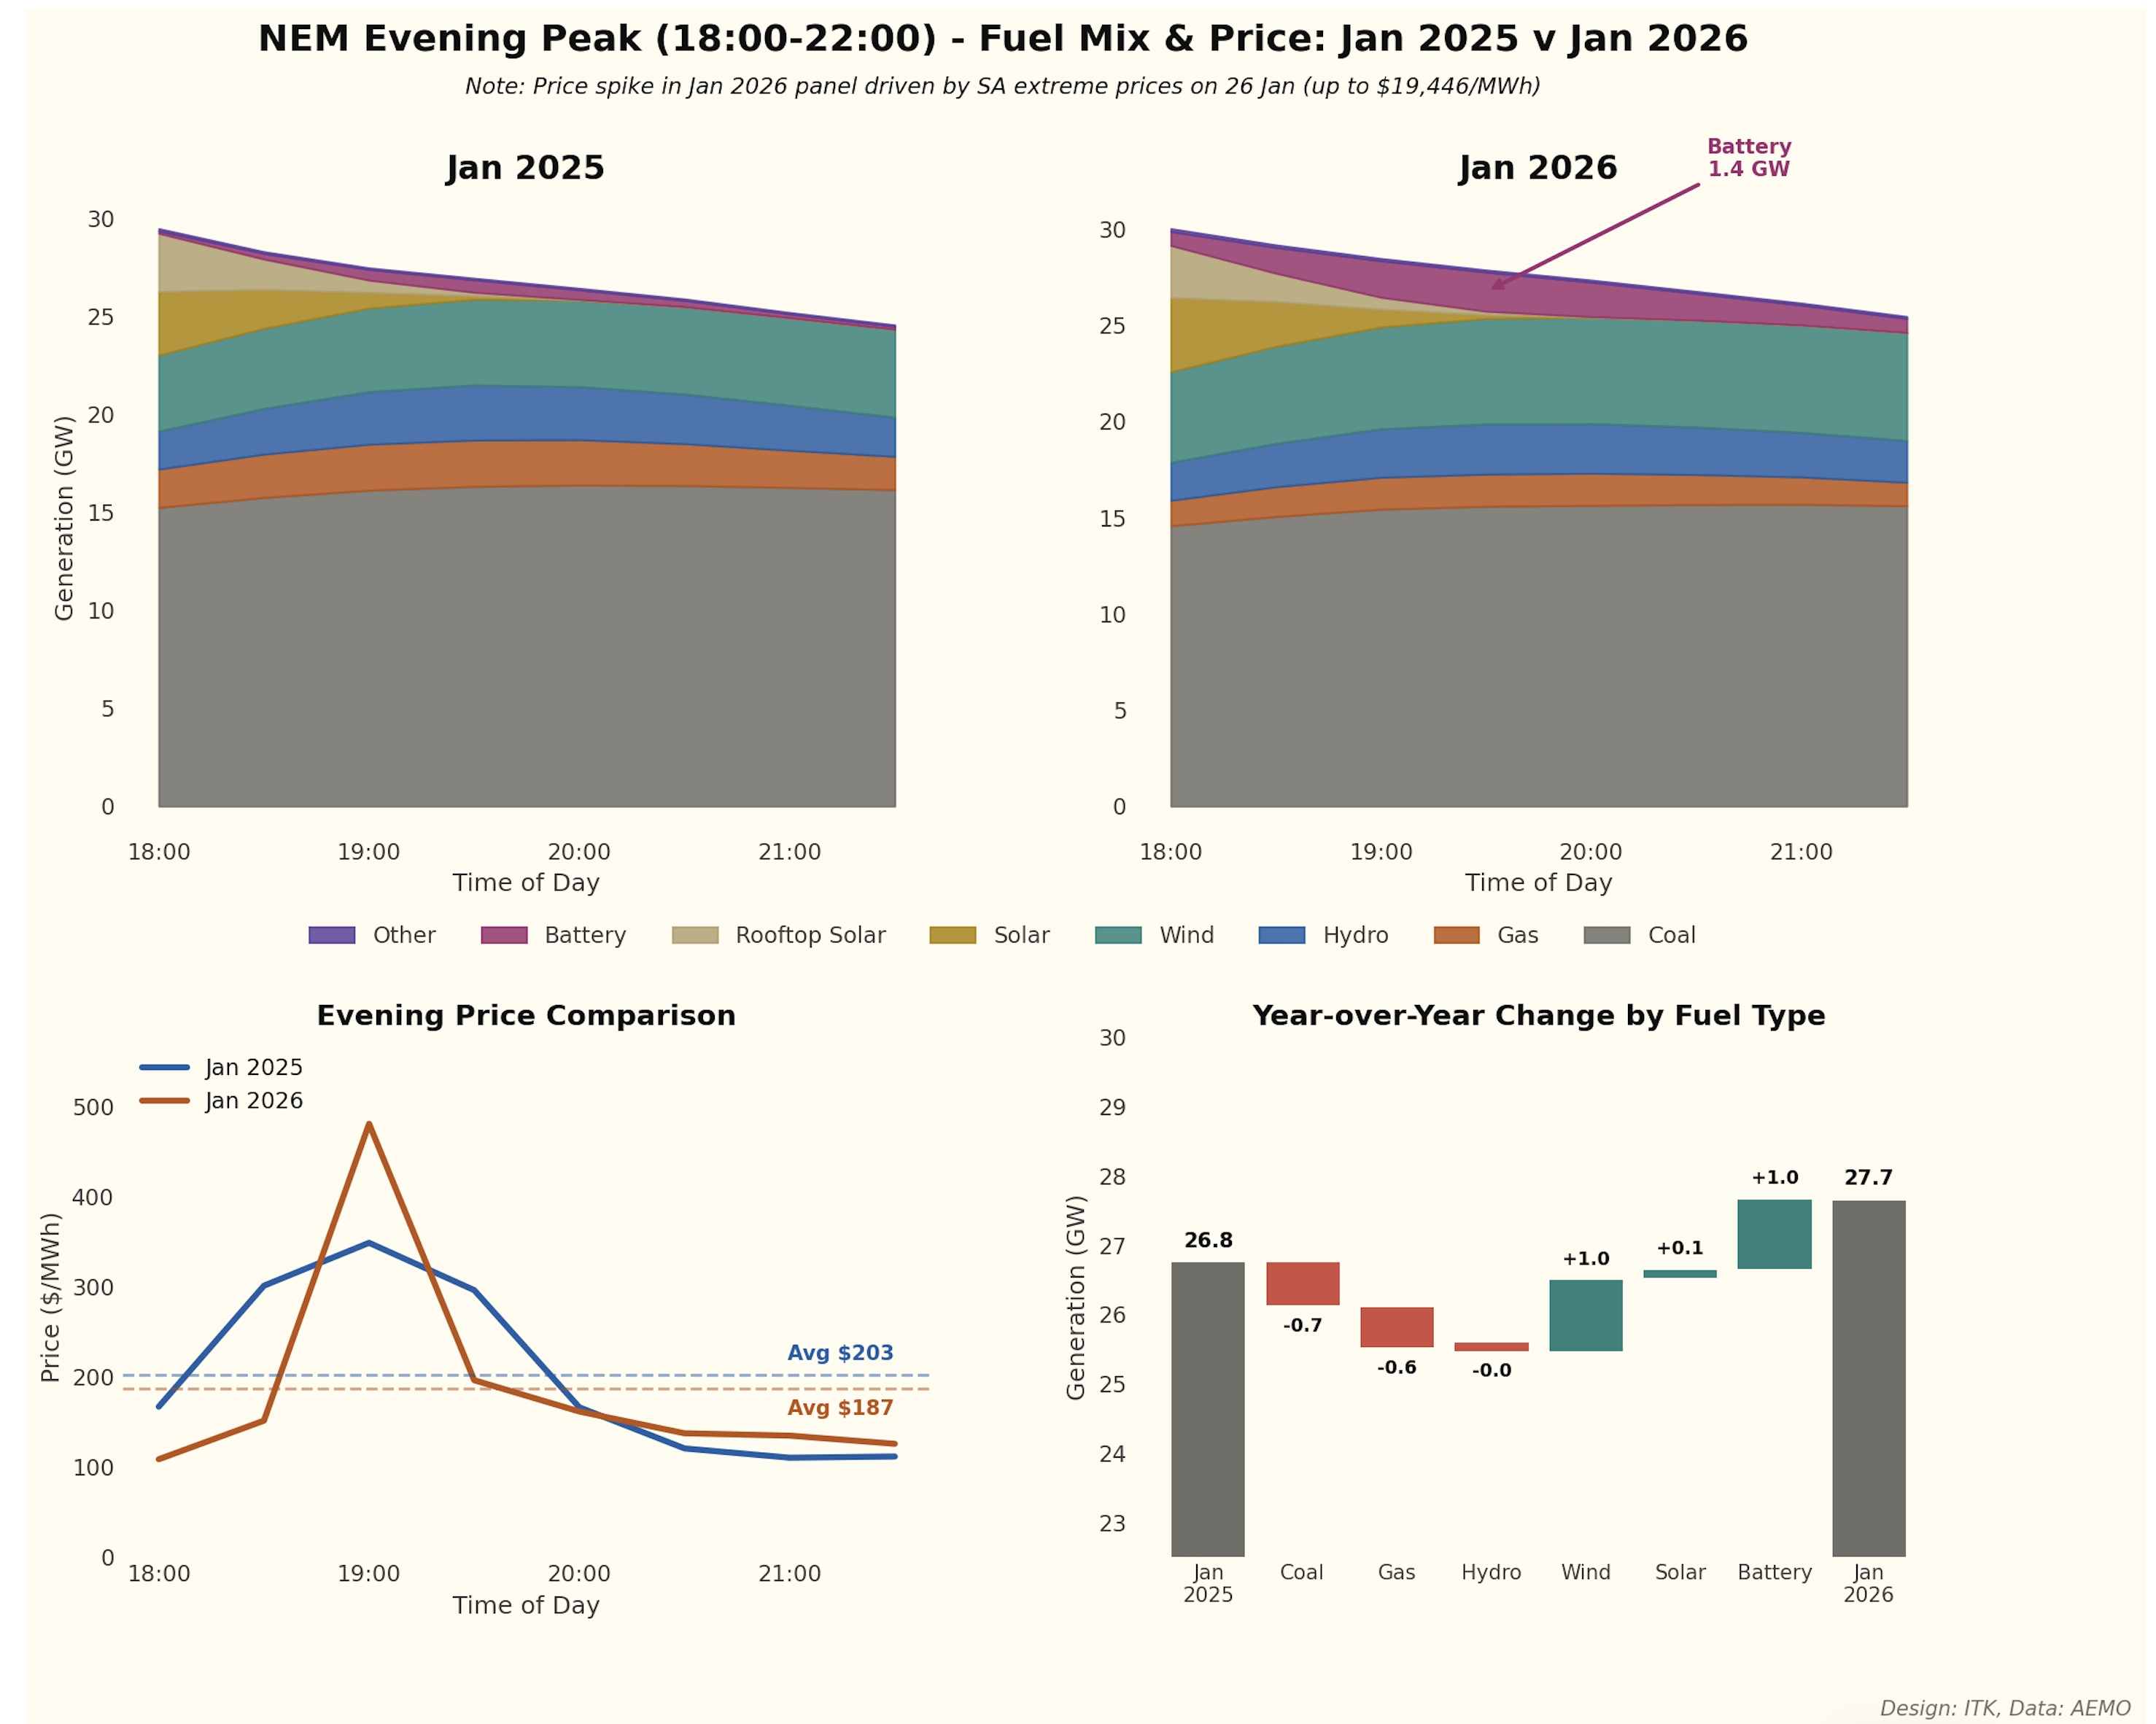 NEM Evening Peak (18:00-22:00) - Fuel Mix & Price: Jan 2025 v Jan 2026
Note: Price spike in Jan 2026 panel driven by SA extreme prices on 26 Jan (up to $19,446/MWh)
Jan 2025
Generation (GW)
30
25
20
15
10
5
0
18:00 19:00 20:00 21:00
Time of Day
Jan 2026
Battery
1.4 GW
30
25
20
15
10
5
0
18:00 19:00 20:00 21:00
Time of Day
Other Battery Rooftop Solar Solar Wind Hydro Gas Coal
Evening Price Comparison
Jan 2025
Jan 2026
Price ($/MWh)
500
400
300
200
100
0
Avg $203
Avg $187
18:00 19:00 20:00 21:00
Time of Day
Year-over-Year Change by Fuel Type
Generation (GW)
30
29
28
27
26
25
24
23
26.8
-0.7
-0.6
-0.0
+1.0
+0.1
+1.0
27.7
Jan
2025
Coal
Gas
Hydro
Wind
Solar
Battery
Jan
2026
Design: ITK, Data: AEMO